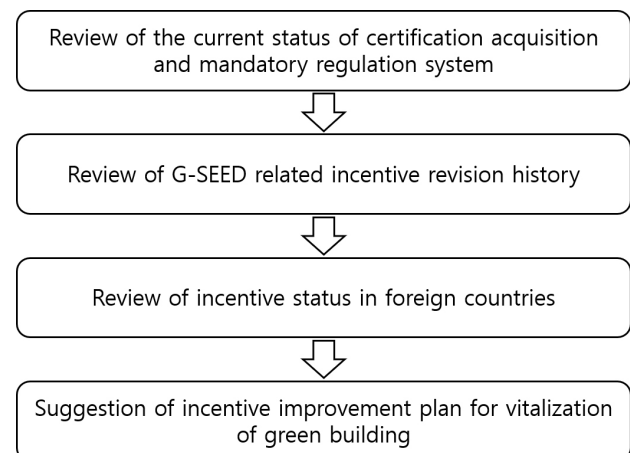 Review of the current status of certification acquisition
and mandatory regulation system
Review of G-SEED related incentive revision history
Review of incentive status in foreign countries
Suggestion of incentive improvement plan for vitalization
of green building